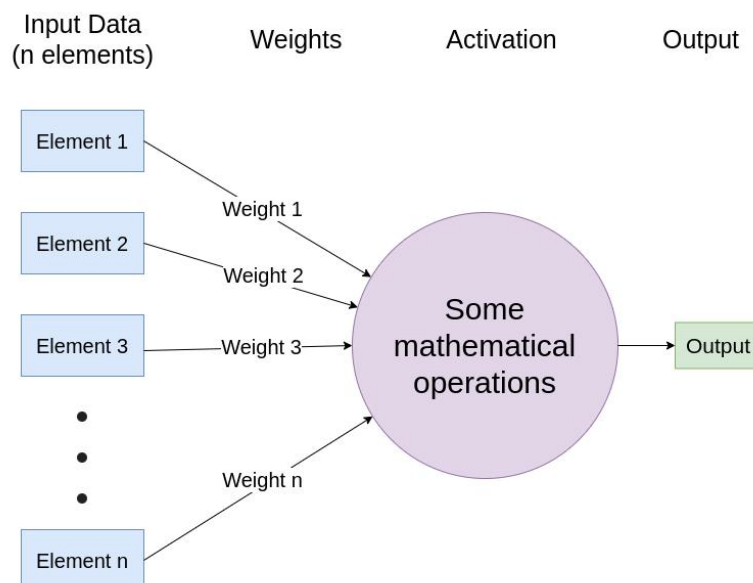 Input Data
(n elements)
Weights
Activation
Output
Element 1
Weight 1
Element 2
Weight 2
Element 3
Weight 3
Some
mathematical
operations
Output
Weight n
Element n